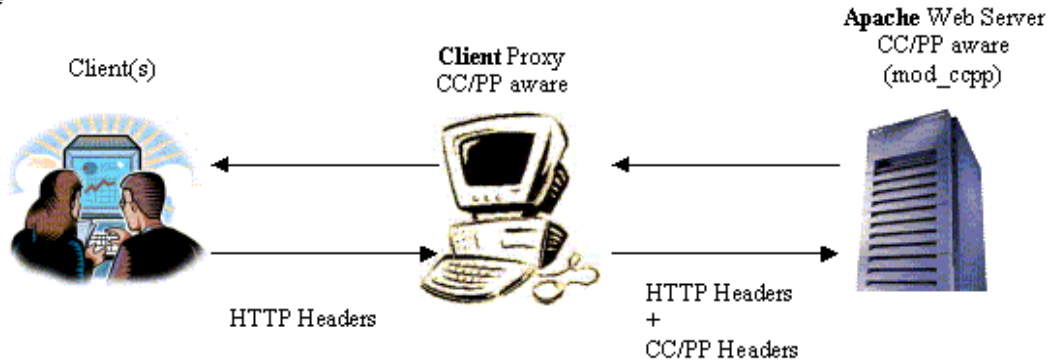 Apache Web Server
CC/PP aware
(mod_ccpp)
Client Proxy
CC/PP aware
Client(s)
HTTP Headers
HTTP Headers
+
CC/PP Headers